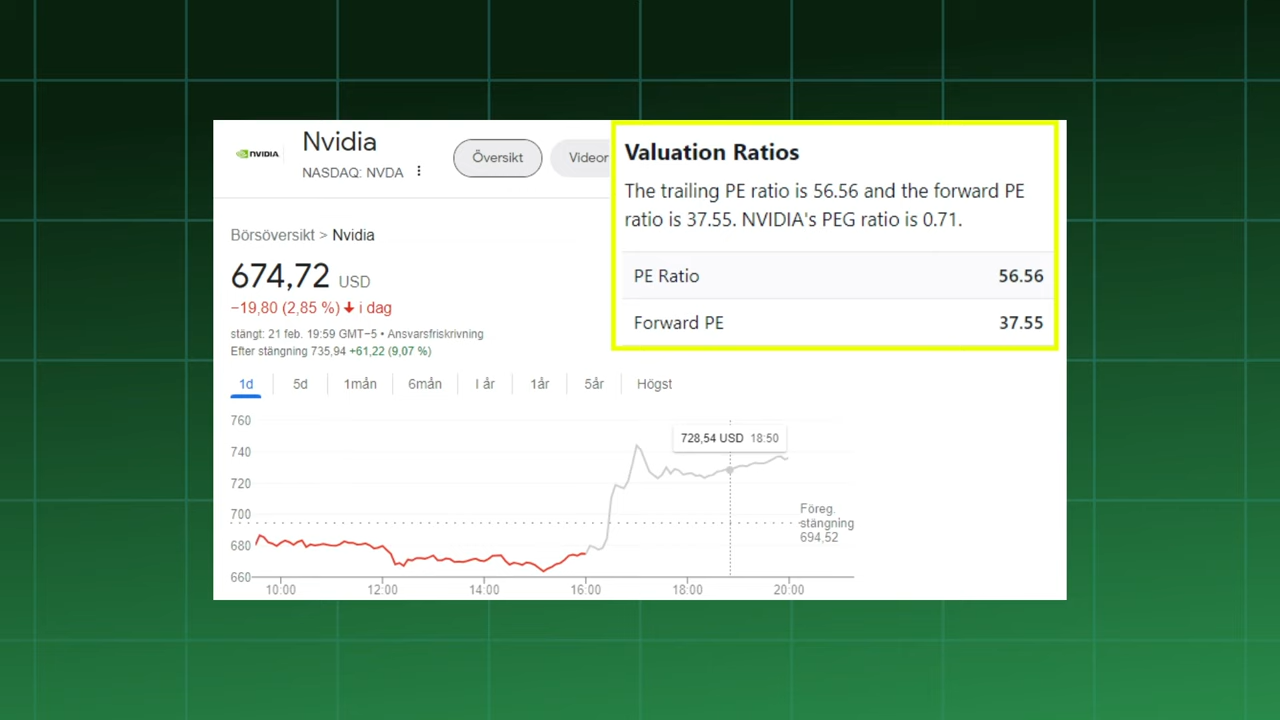 NVIDIA
Nvidia
NASDAQ: NVDA
Översikt
Videor
Börsöversikt > Nvidia
674,72 USD
−19,80 (2,85 %) ↓ i dag
stängt: 21 feb. 19:59 GMT−5 • Ansvarsfriskrivning
Efter stängning 735,94 +61,22 (9,07 %)
1d 5d 1mån 6mån I år 1år 5år Högst
Valuation Ratios
The trailing PE ratio is 56.56 and the forward PE
ratio is 37.55. NVIDIA's PEG ratio is 0.71.
PE Ratio 56.56
Forward PE 37.55
760
740
720
700
680
660
728,54 USD 18:50
Föreg.
stängning
694,52
10:00 12:00 14:00 16:00 18:00 20:00